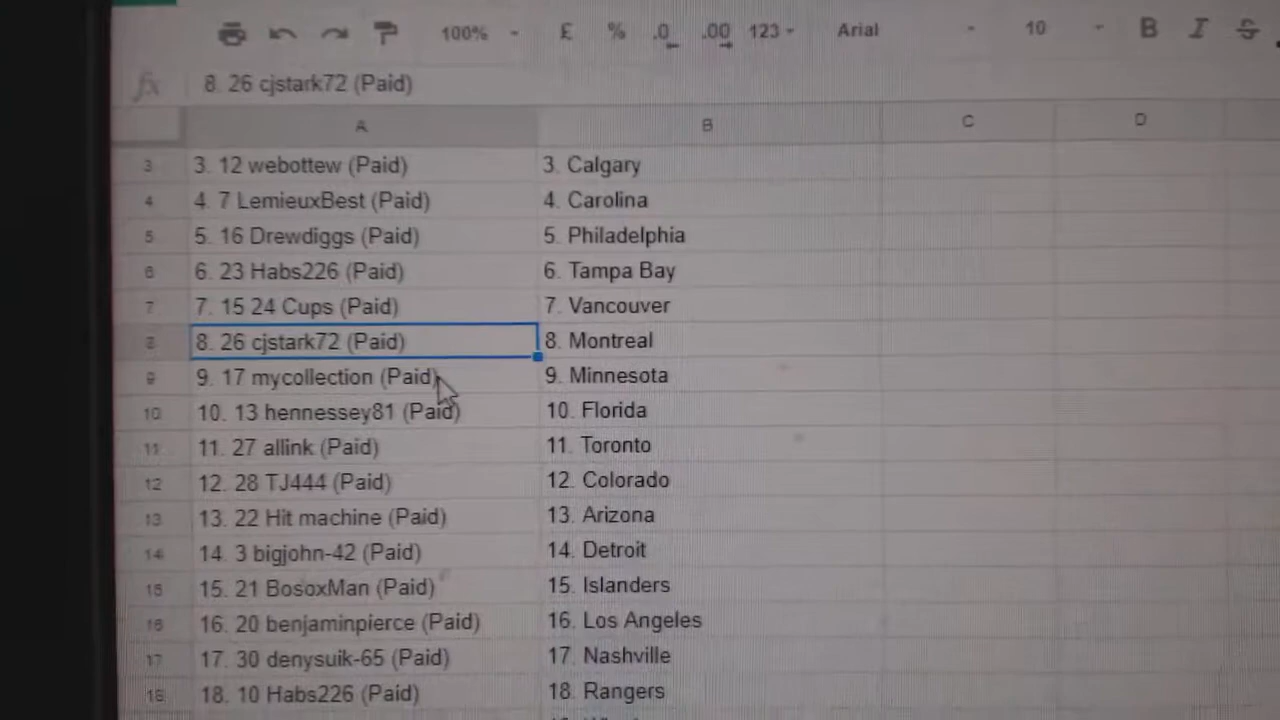 100% £ % .0 .00 123 Arial 10 B I S
fx 8. 26 cjstark72 (Paid)
A B C D
3 3. 12 webottew (Paid) 3. Calgary
4 4. 7 LemieuxBest (Paid) 4. Carolina
5 5. 16 Drewdiggs (Paid) 5. Philadelphia
6 6. 23 Habs226 (Paid) 6. Tampa Bay
7 7. 15 24 Cups (Paid) 7. Vancouver
8 8. 26 cjstark72 (Paid) 8. Montreal
9 9. 17 mycollection (Paid) 9. Minnesota
10 10. 13 hennessey81 (Paid) 10. Florida
11 11. 27 allink (Paid) 11. Toronto
12 12. 28 TJ444 (Paid) 12. Colorado
13 13. 22 Hit machine (Paid) 13. Arizona
14 14. 3 bigjohn-42 (Paid) 14. Detroit
15 15. 21 BosoxMan (Paid) 15. Islanders
16 16. 20 benjaminpierce (Paid) 16. Los Angeles
17 17. 30 denysuik-65 (Paid) 17. Nashville
18 18. 10 Habs226 (Paid) 18. Rangers